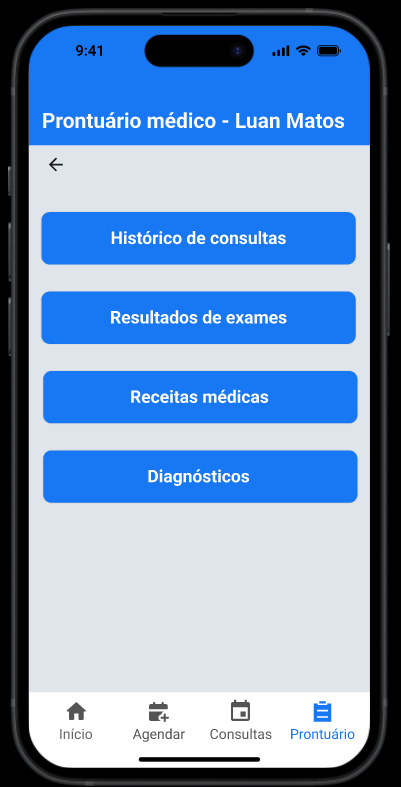 9:41
Prontuário médico - Luan Matos
Histórico de consultas
Resultados de exames
Receitas médicas
Diagnósticos
Início Agendar Consultas Prontuário